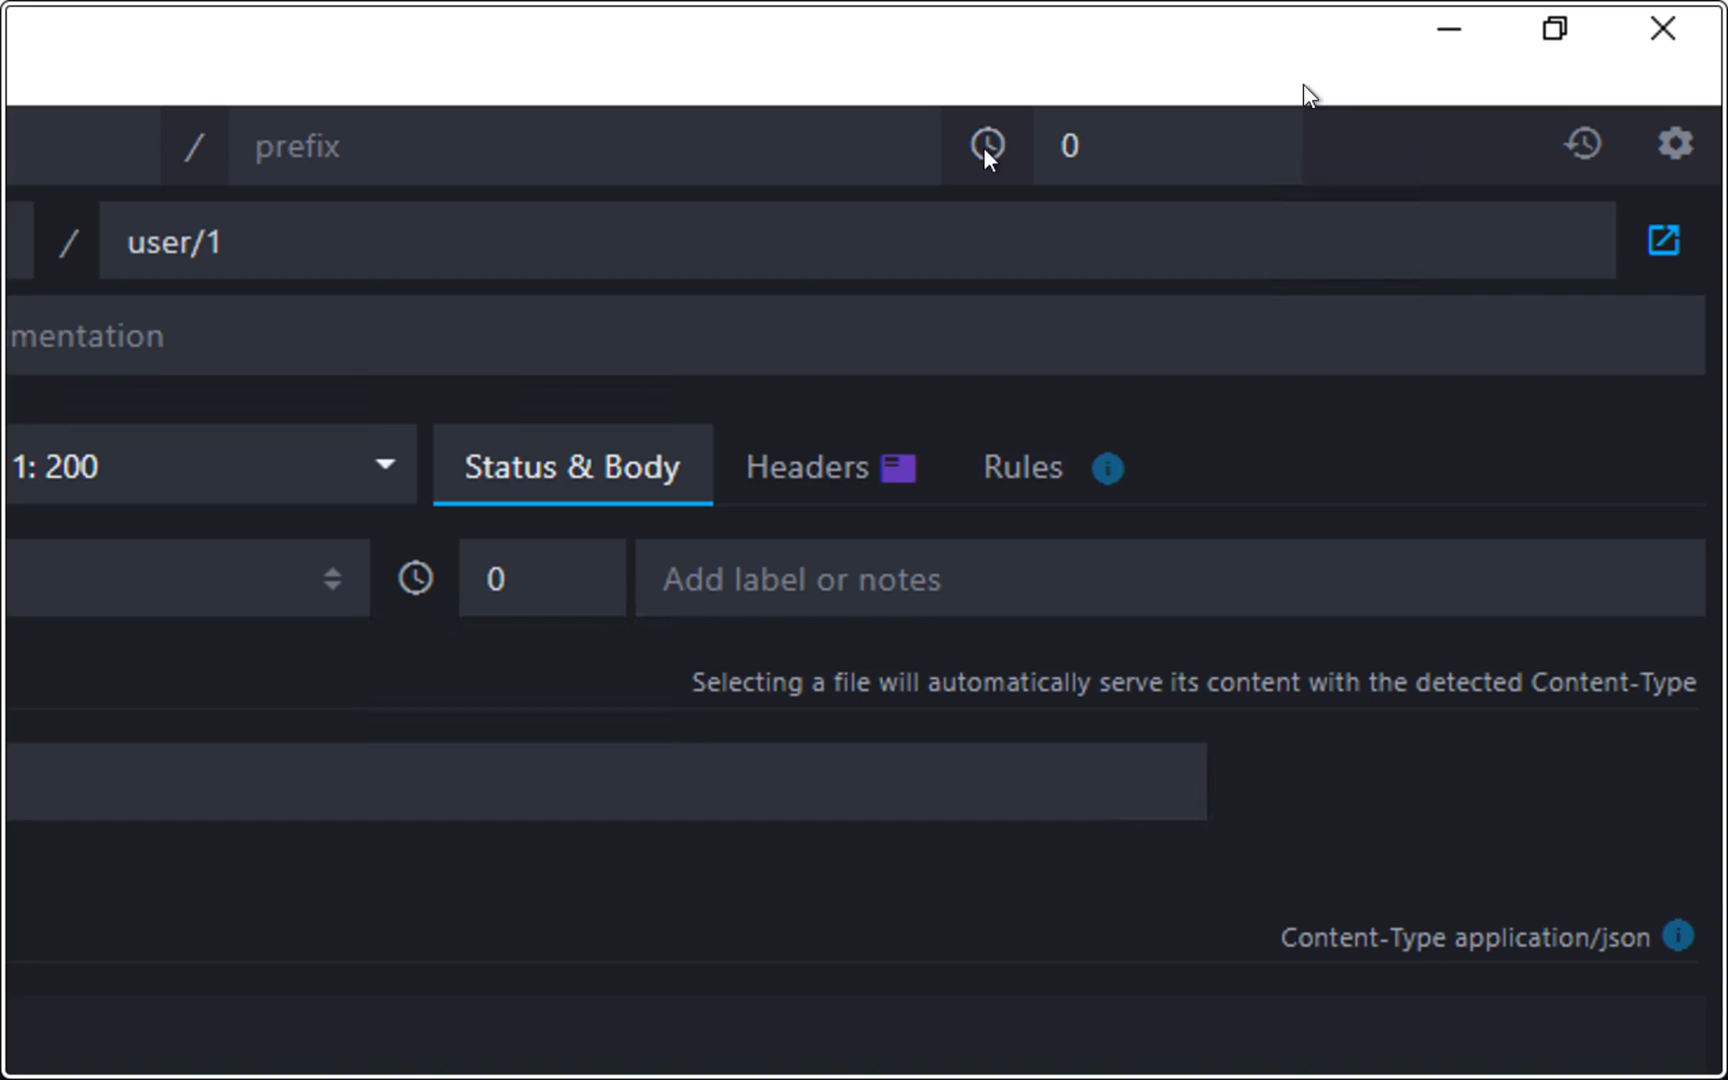 / prefix 0
/ user/1
mentation
1: 200 Status & Body Headers Rules
0 Add label or notes
Selecting a file will automatically serve its content with the detected Content-Type
Content-Type application/json